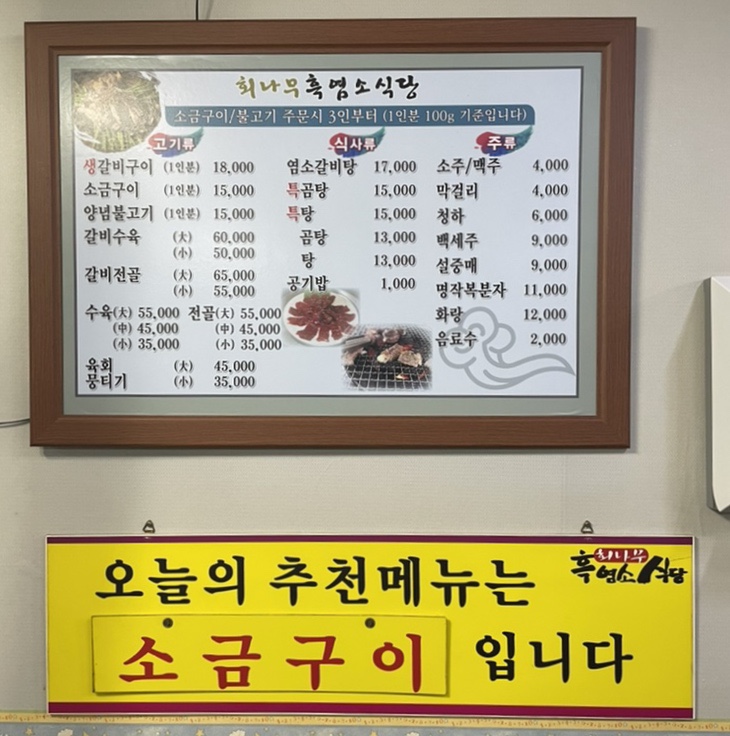 회나무흑염소식당
소금구이/불고기 주문시 3인부터 (1인분 100g 기준입니다)
고기류
생갈비구이 (1인분) 18,000
소금구이 (1인분) 15,000
양념불고기 (1인분) 15,000
갈비수육 (大) 60,000
(小) 50,000
갈비전골 (大) 65,000
(小) 55,000
수육(大) 55,000 전골(大) 55,000
(中) 45,000 (中) 45,000
(小) 35,000 (小) 35,000
육회 (大) 45,000
뭉티기 (小) 35,000
식사류
염소갈비탕 17,000
특곰탕 15,000
특탕 15,000
곰탕 13,000
탕 13,000
공기밥 1,000
주류
소주/맥주 4,000
막걸리 4,000
청하 6,000
백세주 9,000
설중매 9,000
명작복분자 11,000
화랑 12,000
음료수 2,000
오늘의 추천메뉴는
소금구이 입니다
회나무
흑염소식당